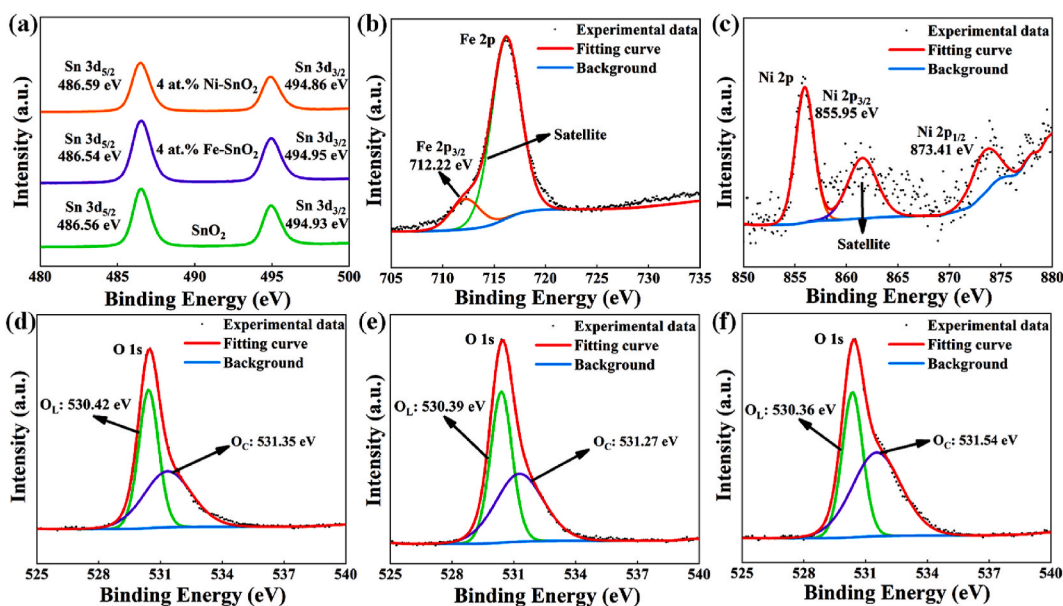 (a)
Intensity (a.u.)
Sn 3d5/2
486.59 eV
4 at.% Ni-SnO2
Sn 3d3/2
494.86 eV
Sn 3d5/2
486.54 eV
4 at.% Fe-SnO2
Sn 3d3/2
494.95 eV
Sn 3d5/2
486.56 eV
SnO2
Sn 3d3/2
494.93 eV
480 485 490 495 500
Binding Energy (eV)
(b)
Intensity (a.u.)
Fe 2p
Experimental data
Fitting curve
Background
Satellite
Fe 2p3/2
712.22 eV
705 710 715 720 725 730 735
Binding Energy (eV)
(c)
Intensity (a.u.)
Experimental data
Fitting curve
Background
Ni 2p
Ni 2p3/2
855.95 eV
Ni 2p1/2
873.41 eV
Satellite
850 855 860 865 870 875 880
Binding Energy (eV)
(d)
Intensity (a.u.)
O 1s
Experimental data
Fitting curve
Background
OL: 530.42 eV
OC: 531.35 eV
525 528 531 534 537 540
Binding Energy (eV)
(e)
Intensity (a.u.)
O 1s
Experimental data
Fitting curve
Background
OL: 530.39 eV
OC: 531.27 eV
525 528 531 534 537 540
Binding Energy (eV)
(f)
Intensity (a.u.)
O 1s
Experimental data
Fitting curve
Background
OL: 530.36 eV
OC: 531.54 eV
525 528 531 534 537 540
Binding Energy (eV)